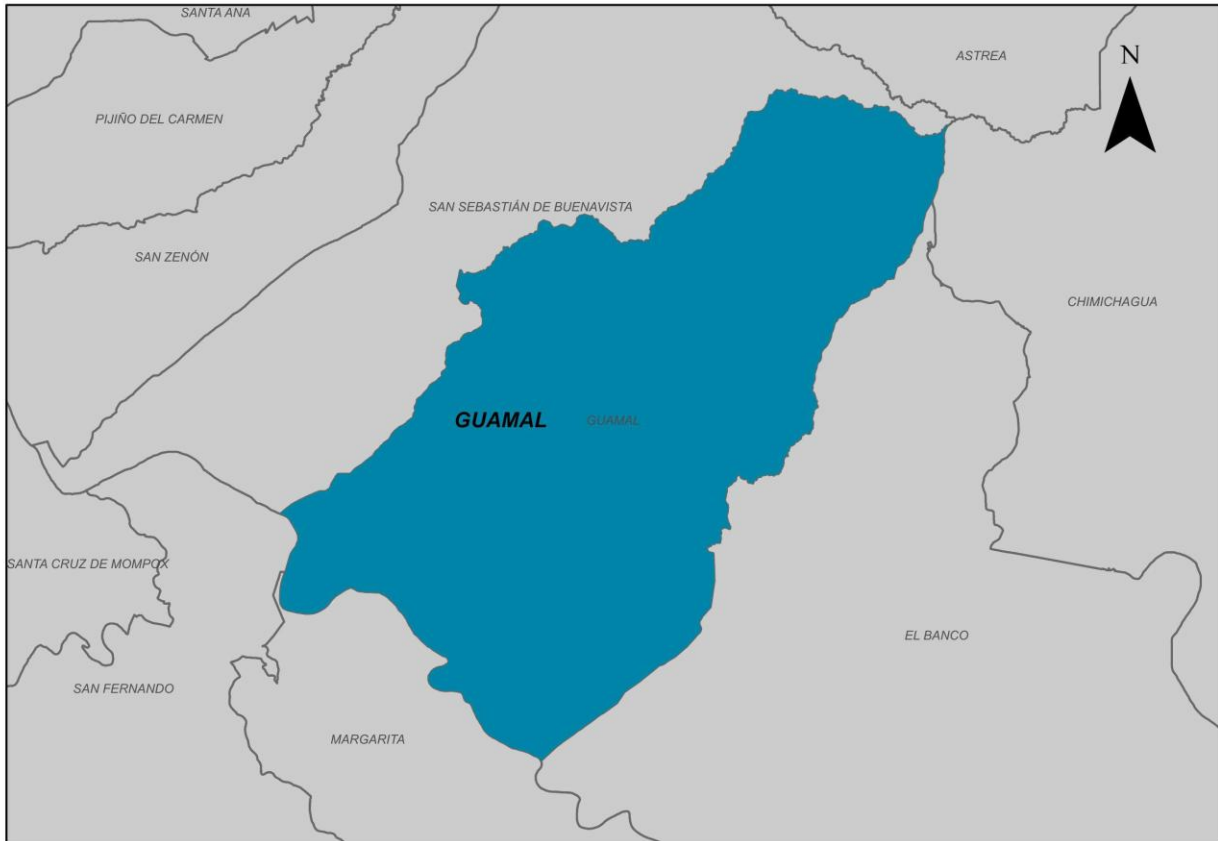 SANTA ANA
ASTREA
N
PIJIÑO DEL CARMEN
SAN SEBASTIÁN DE BUENAVISTA
SAN ZENÓN
CHIMICHAGUA
GUAMAL GUAMAL
SANTA CRUZ DE MOMPOX
EL BANCO
SAN FERNANDO
MARGARITA